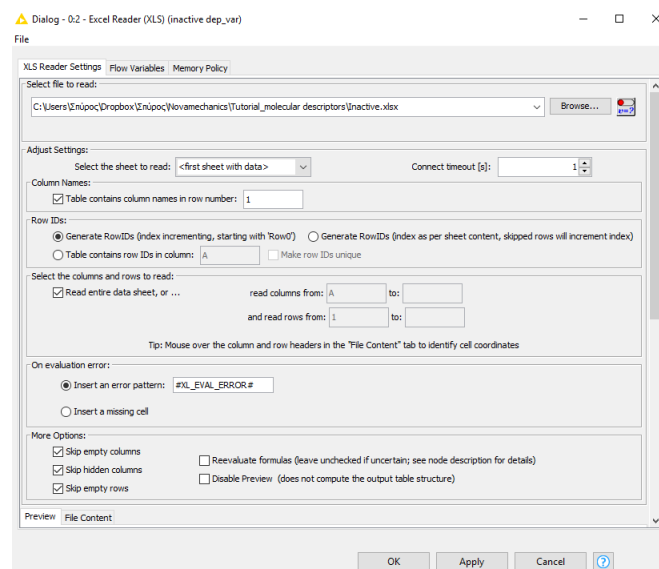 Dialog - 0:2 - Excel Reader (XLS) (inactive dep_var)
File
XLS Reader Settings Flow Variables Memory Policy
Select file to read:
C:\Users\Σπύρος\Dropbox\Σπύρος\Novamechanics\Tutorial_molecular descriptors\Inactive.xlsx Browse... v=?
Adjust Settings:
Select the sheet to read: <first sheet with data> Connect timeout [s]: 1
Column Names:
Table contains column names in row number: 1
Row IDs:
Generate RowIDs (index incrementing, starting with 'Row0') Generate RowIDs (index as per sheet content, skipped rows will increment index)
Table contains row IDs in column: A Make row IDs unique
Select the columns and rows to read:
Read entire data sheet, or ... read columns from: A to:
and read rows from: 1 to:
Tip: Mouse over the column and row headers in the "File Content" tab to identify cell coordinates
On evaluation error:
Insert an error pattern: #XL_EVAL_ERROR#
Insert a missing cell
More Options:
Skip empty columns
Reevaluate formulas (leave unchecked if uncertain; see node description for details)
Skip hidden columns
Disable Preview (does not compute the output table structure)
Skip empty rows
Preview File Content
OK Apply Cancel ?